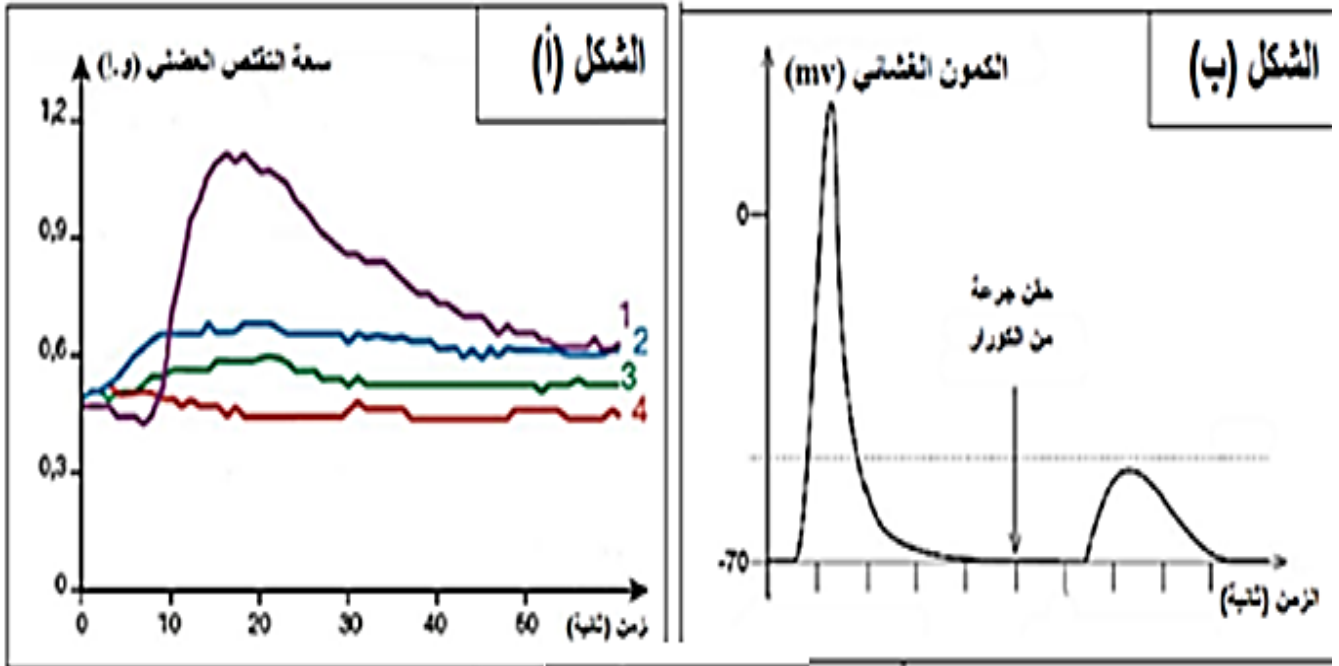 الشكل (أ)
سعة التقلص العضلي (و.إ)
1,2
0,9
0,6
0,3
0
1
2
3
4
0 10 20 30 40 50
زمن (ثانية)
الشكل (ب)
الكمون الغشائي (mv)
0
-70
حقن جرعة
من الكورار
الزمن (ثانية)